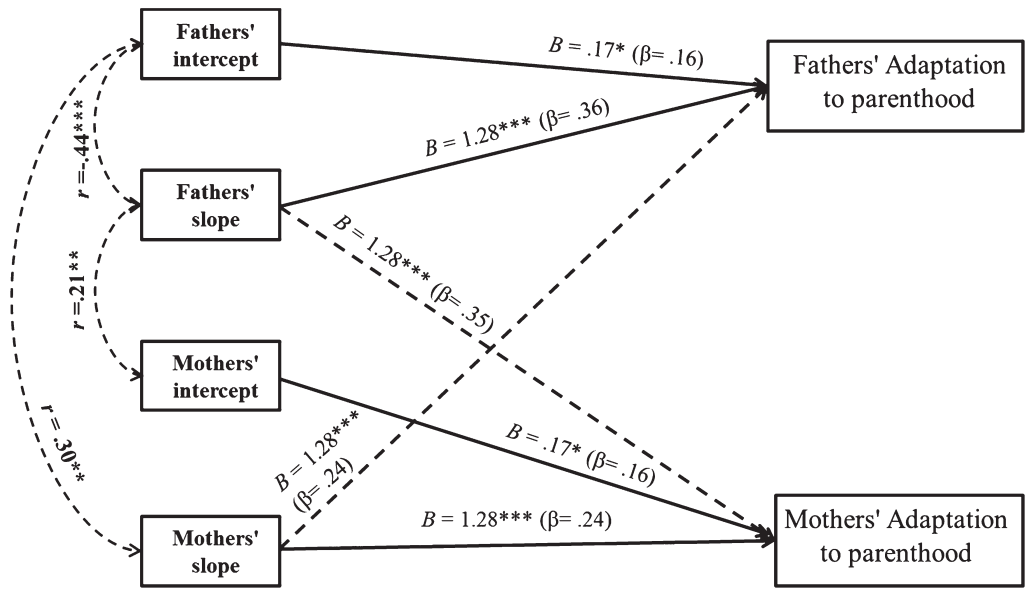 Fathers'
intercept
B = .17* (β= .16)
Fathers' Adaptation
to parenthood
r =-.44***
B = 1.28*** (β= .36)
Fathers'
slope
B = 1.28*** (β= .35)
r =.21**
Mothers'
intercept
r =.30**
B = 1.28***
(β= .24)
B = .17* (β= .16)
B = 1.28*** (β= .24)
Mothers'
slope
Mothers' Adaptation
to parenthood